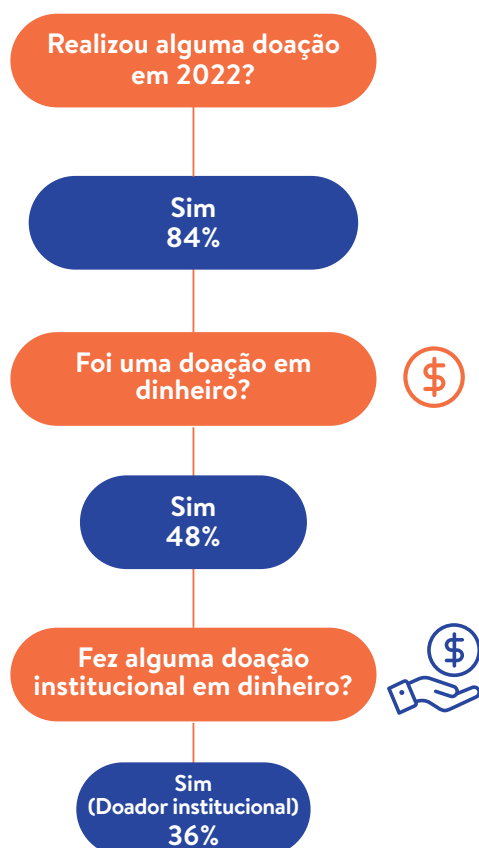 Realizou alguma doação
em 2022?
Sim
84%
Foi uma doação em
dinheiro?
$
Sim
48%
$
Fez alguma doação
institucional em dinheiro?
Sim
(Doador institucional)
36%